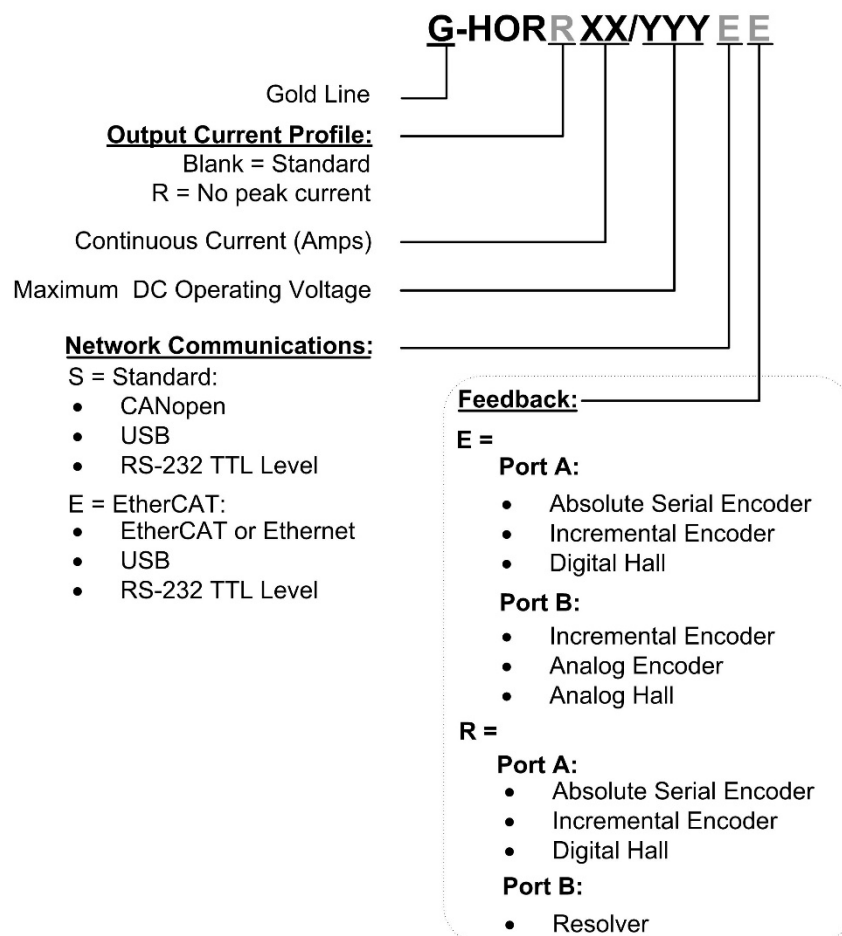 G-HORRXX/YYYEE
Gold Line
Output Current Profile:
Blank = Standard
R = No peak current
Continuous Current (Amps)
Maximum DC Operating Voltage
Network Communications:
S = Standard:
• CANopen
• USB
• RS-232 TTL Level
E = EtherCAT:
• EtherCAT or Ethernet
• USB
• RS-232 TTL Level
Feedback:
E =
Port A:
• Absolute Serial Encoder
• Incremental Encoder
• Digital Hall
Port B:
• Incremental Encoder
• Analog Encoder
• Analog Hall
R =
Port A:
• Absolute Serial Encoder
• Incremental Encoder
• Digital Hall
Port B:
• Resolver